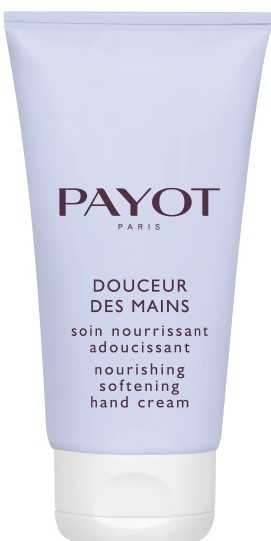 PAYOT
PARIS
DOUCEUR
DES MAINS
soin nourrissant
adoucissant
nourishing
softening
hand cream